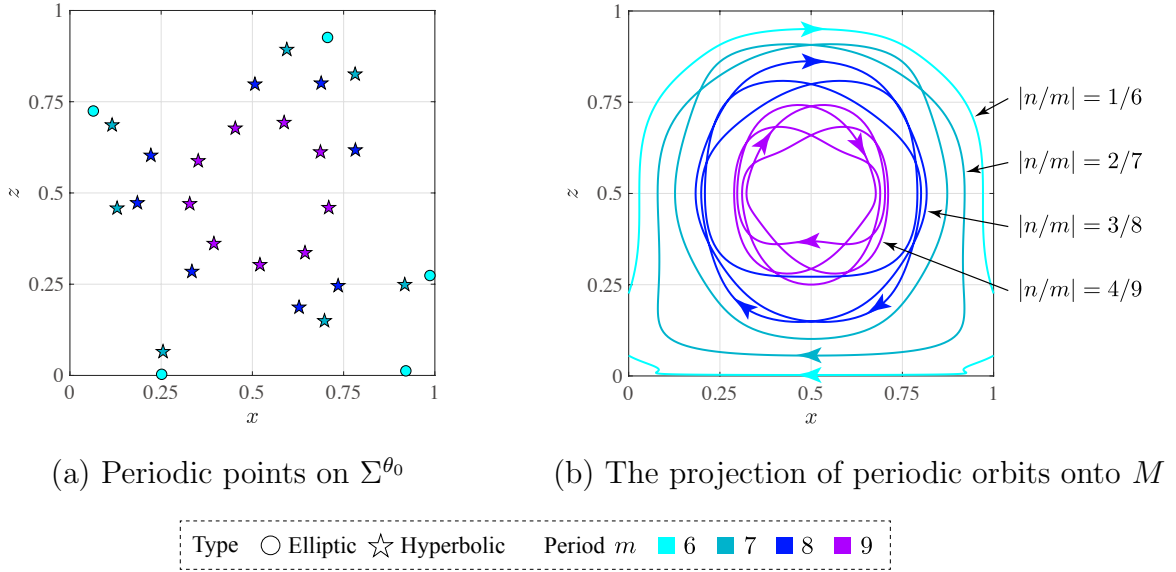 1
0.75
0.5
0.25
0
z
0
0.25
0.5
0.75
1
x
1
0.75
0.5
0.25
0
z
0
0.25
0.5
0.75
1
x
|n/m| = 1/6
|n/m| = 2/7
|n/m| = 3/8
|n/m| = 4/9
(a) Periodic points on Σ^{θ₀}
(b) The projection of periodic orbits onto M
Type Elliptic Hyperbolic Period m 6 7 8 9